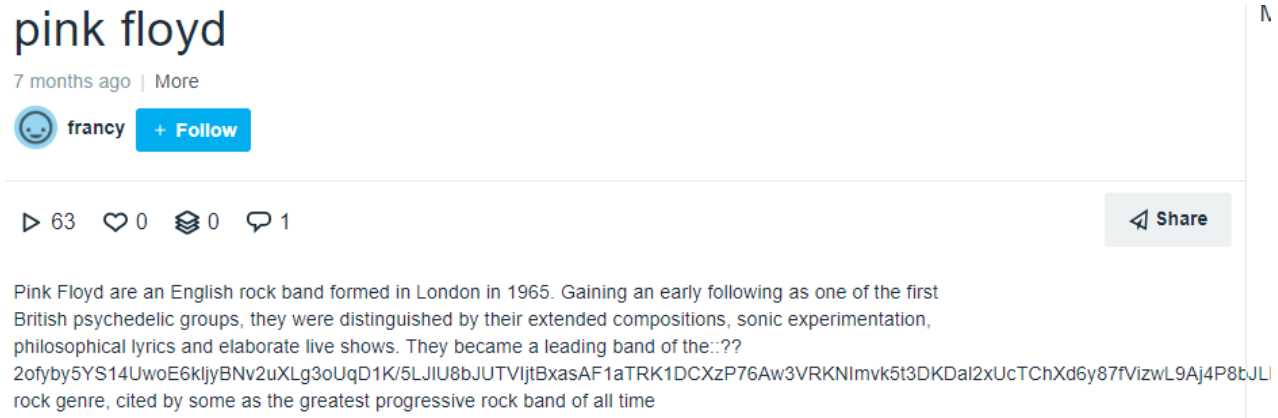 pink floyd
7 months ago | More
francy + Follow
63 0 0 1 Share
Pink Floyd are an English rock band formed in London in 1965. Gaining an early following as one of the first
British psychedelic groups, they were distinguished by their extended compositions, sonic experimentation,
philosophical lyrics and elaborate live shows. They became a leading band of the::??
rock genre, cited by some as the greatest progressive rock band of all time